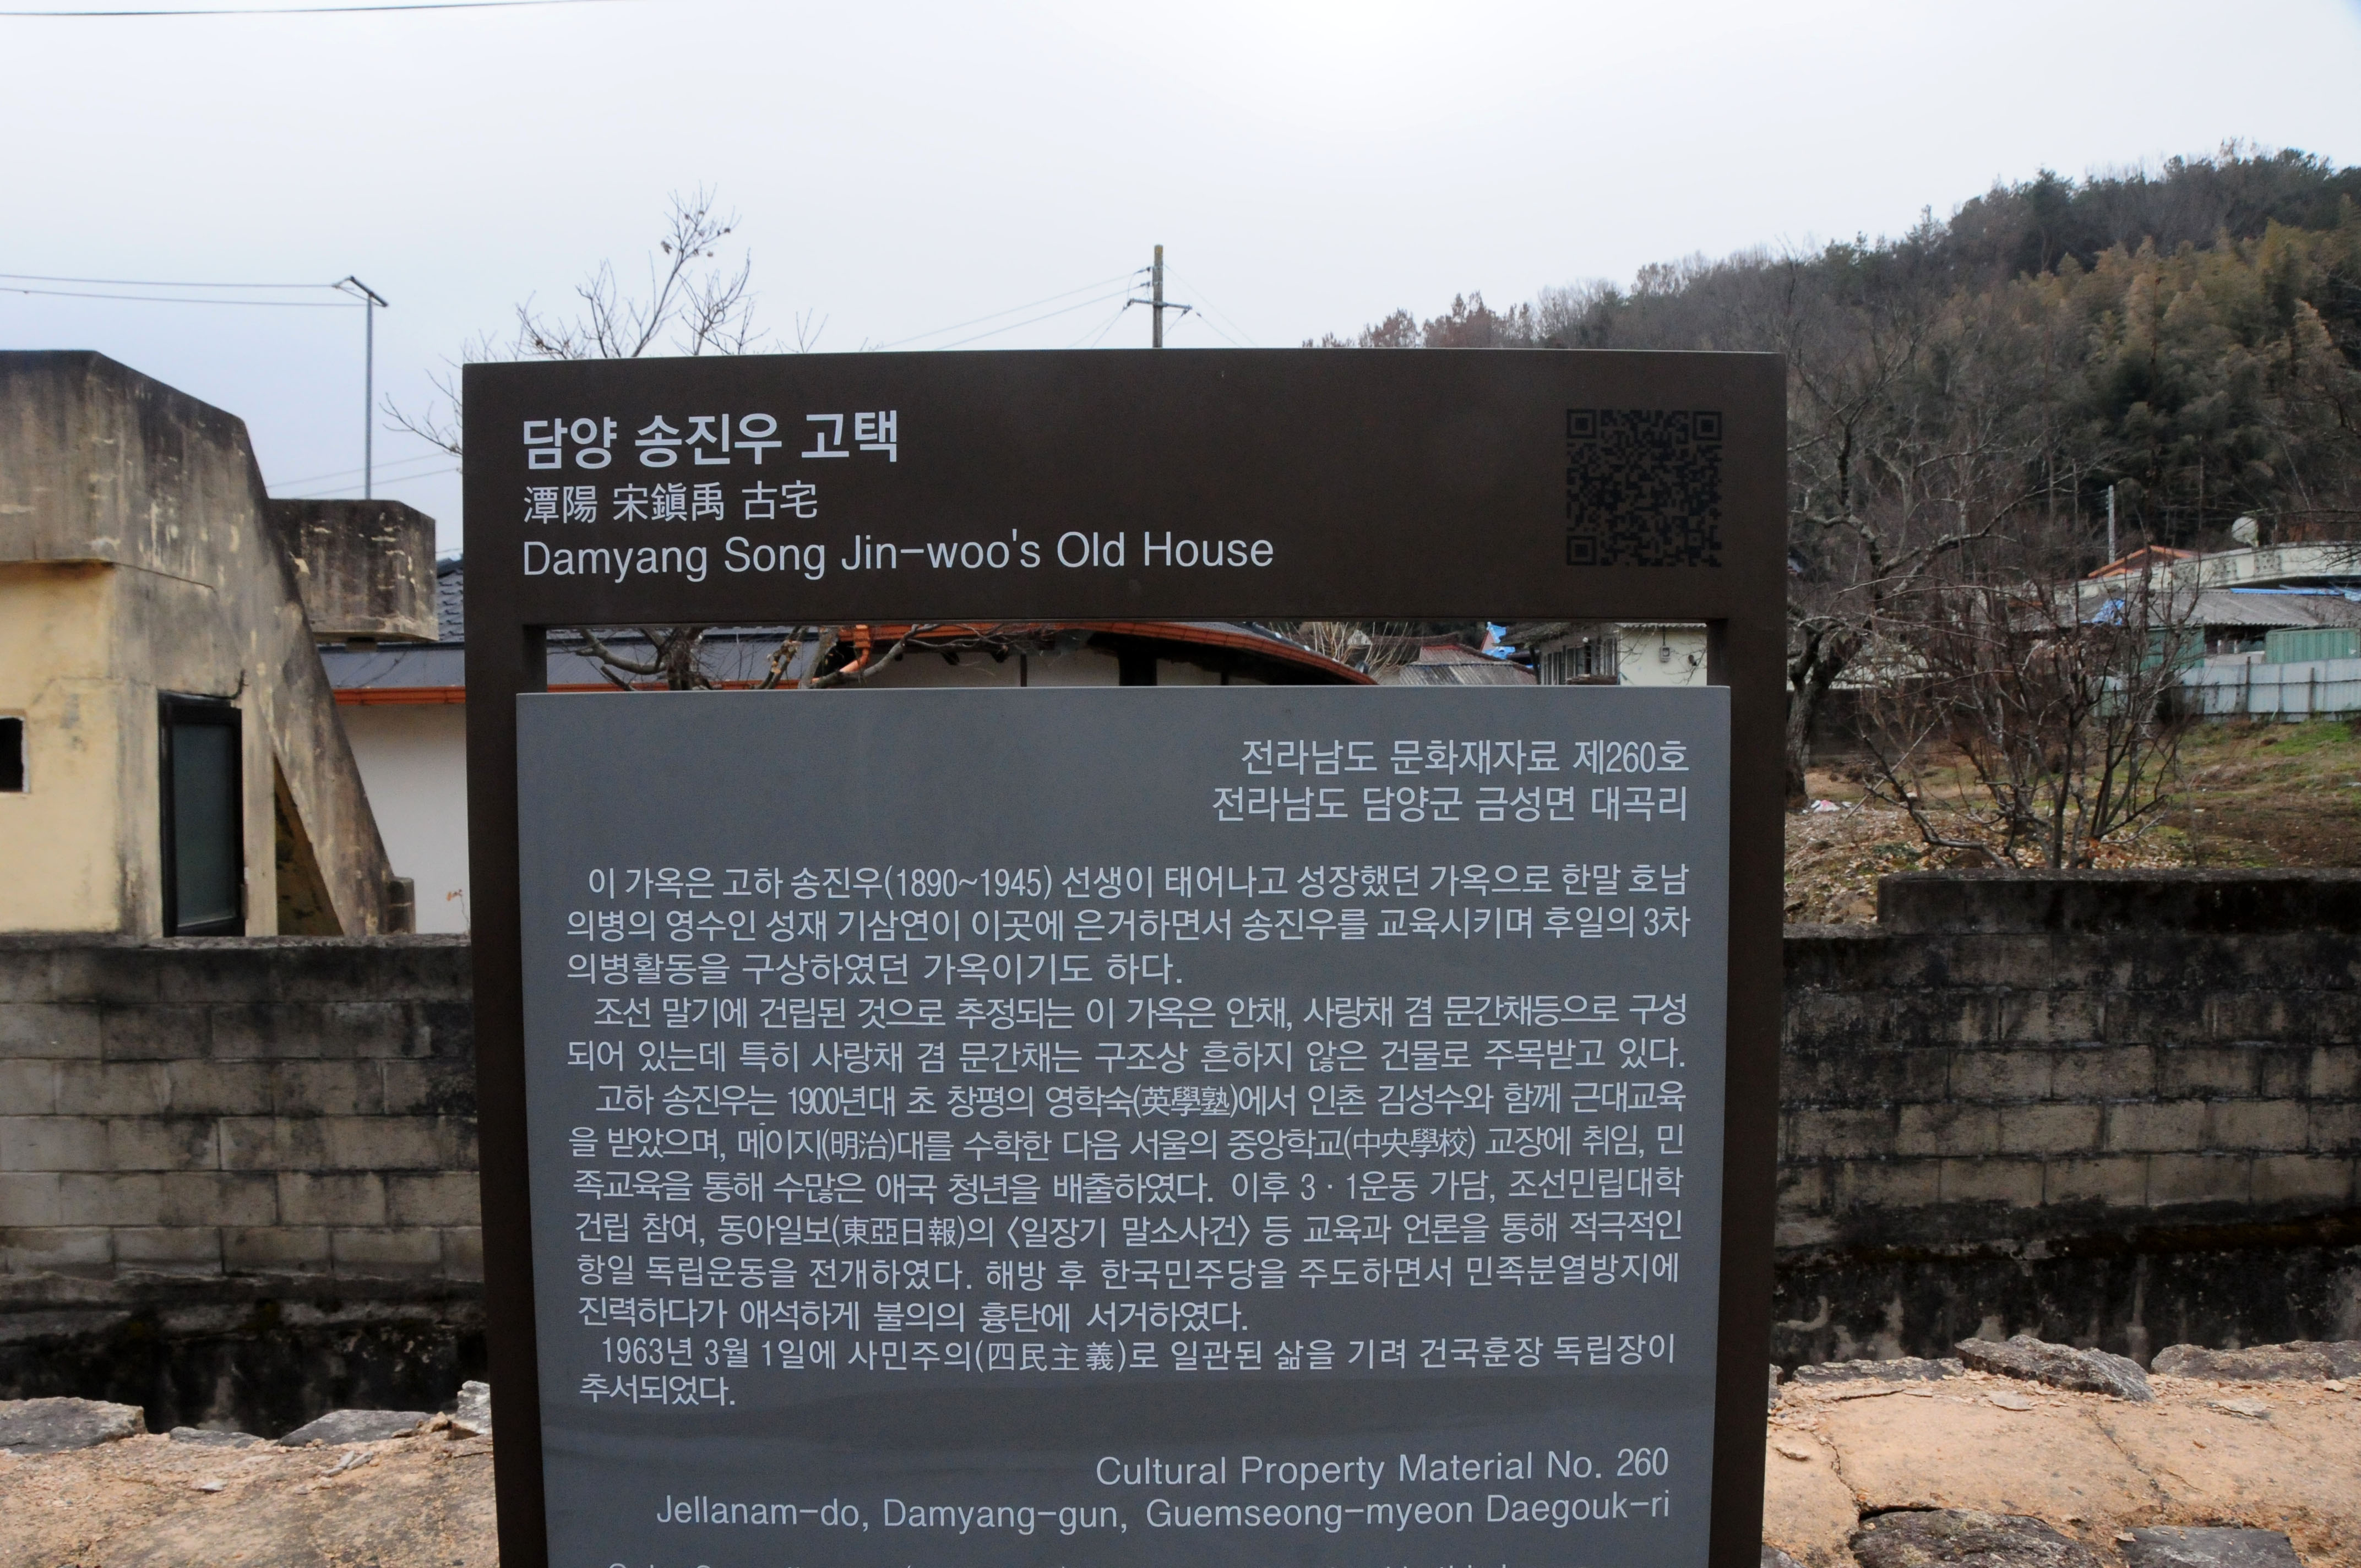 담양 송진우 고택
潭陽 宋鎭禹 古宅
Damyang Song Jin-woo's Old House
전라남도 문화재자료 제260호
전라남도 담양군 금성면 대곡리
이 가옥은 고하 송진우(1890~1945) 선생이 태어나고 성장했던 가옥으로 한말 호남
의병의 영수인 성재 기삼연이 이곳에 은거하면서 송진우를 교육시키며 후일의 3차
의병활동을 구상하였던 가옥이기도 하다.
조선 말기에 건립된 것으로 추정되는 이 가옥은 안채, 사랑채 겸 문간채등으로 구성
되어 있는데 특히 사랑채 겸 문간채는 구조상 흔하지 않은 건물로 주목받고 있다.
고하 송진우는 1900년대 초 창평의 영학숙(英學塾)에서 인촌 김성수와 함께 근대교육
을 받았으며, 메이지(明治)대를 수학한 다음 서울의 중앙학교(中央學校) 교장에 취임, 민
족교육을 통해 수많은 애국 청년을 배출하였다. 이후 3·1운동 가담, 조선민립대학
건립 참여, 동아일보(東亞日報)의 〈일장기 말소사건〉 등 교육과 언론을 통해 적극적인
항일 독립운동을 전개하였다. 해방 후 한국민주당을 주도하면서 민족분열방지에
진력하다가 애석하게 불의의 흉탄에 서거하였다.
1963년 3월 1일에 사민주의(四民主義)로 일관된 삶을 기려 건국훈장 독립장이
추서되었다.
Cultural Property Material No. 260
Jellanam-do, Damyang-gun, Guemseong-myeon Daegouk-ri